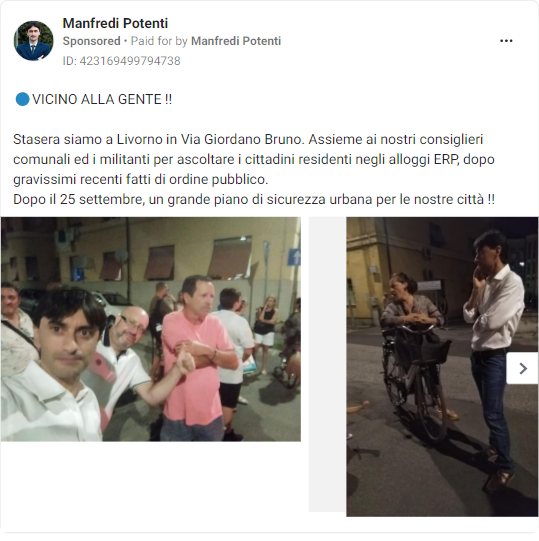 Manfredi Potenti
Sponsored • Paid for by Manfredi Potenti
ID: 423169499794738
🔵VICINO ALLA GENTE !!
Stasera siamo a Livorno in Via Giordano Bruno. Assieme ai nostri consiglieri
comunali ed i militanti per ascoltare i cittadini residenti negli alloggi ERP, dopo
gravissimi recenti fatti di ordine pubblico.
Dopo il 25 settembre, un grande piano di sicurezza urbana per le nostre città !!